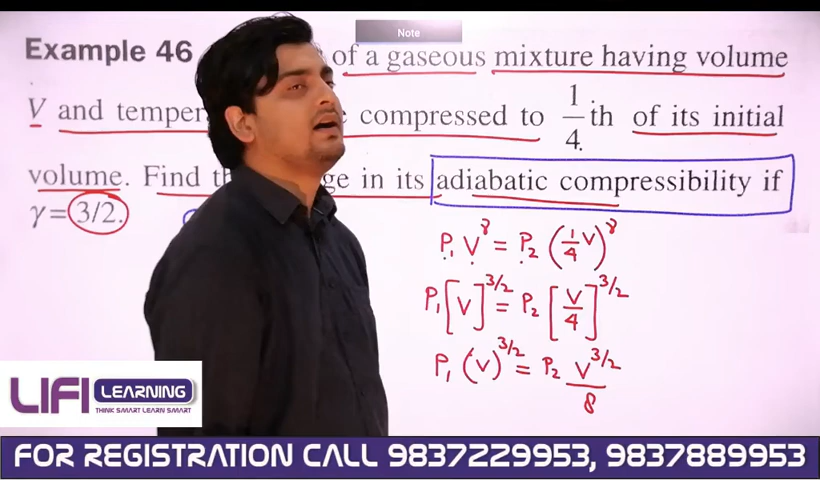 Note
Example 46 of a gaseous mixture having volume
V and temper compressed to 1/4 th of its initial
volume. Find th ge in its adiabatic compressibility if
γ = 3/2.
P₁ V^γ = P₂ (1/4 V)^γ
P₁ [V]^3/2 = P₂ [V/4]^3/2
P₁ (V)^3/2 = P₂ V^3/2 / 8
LIFI LEARNING
THINK SMART LEARN SMART
FOR REGISTRATION CALL 9837229953, 9837889953